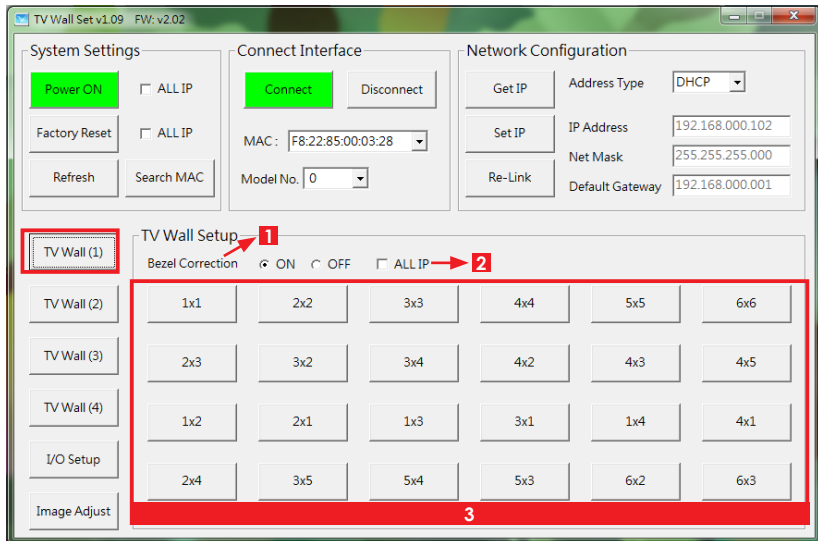 TV Wall Set v1.09 FW: v2.02
System Settings
Power ON ALL IP
Factory Reset ALL IP
Refresh Search MAC
Connect Interface
Connect Disconnect
MAC : F8:22:85:00:03:28
Model No. 0
Network Configuration
Get IP Address Type DHCP
Set IP IP Address 192.168.000.102
Net Mask 255.255.255.000
Re-Link Default Gateway 192.168.000.001
TV Wall (1)
TV Wall (2)
TV Wall (3)
TV Wall (4)
I/O Setup
Image Adjust
TV Wall Setup 1
Bezel Correction ON OFF ALL IP 2
1x1 2x2 3x3 4x4 5x5 6x6
2x3 3x2 3x4 4x2 4x3 4x5
1x2 2x1 1x3 3x1 1x4 4x1
2x4 3x5 5x4 5x3 6x2 6x3
3